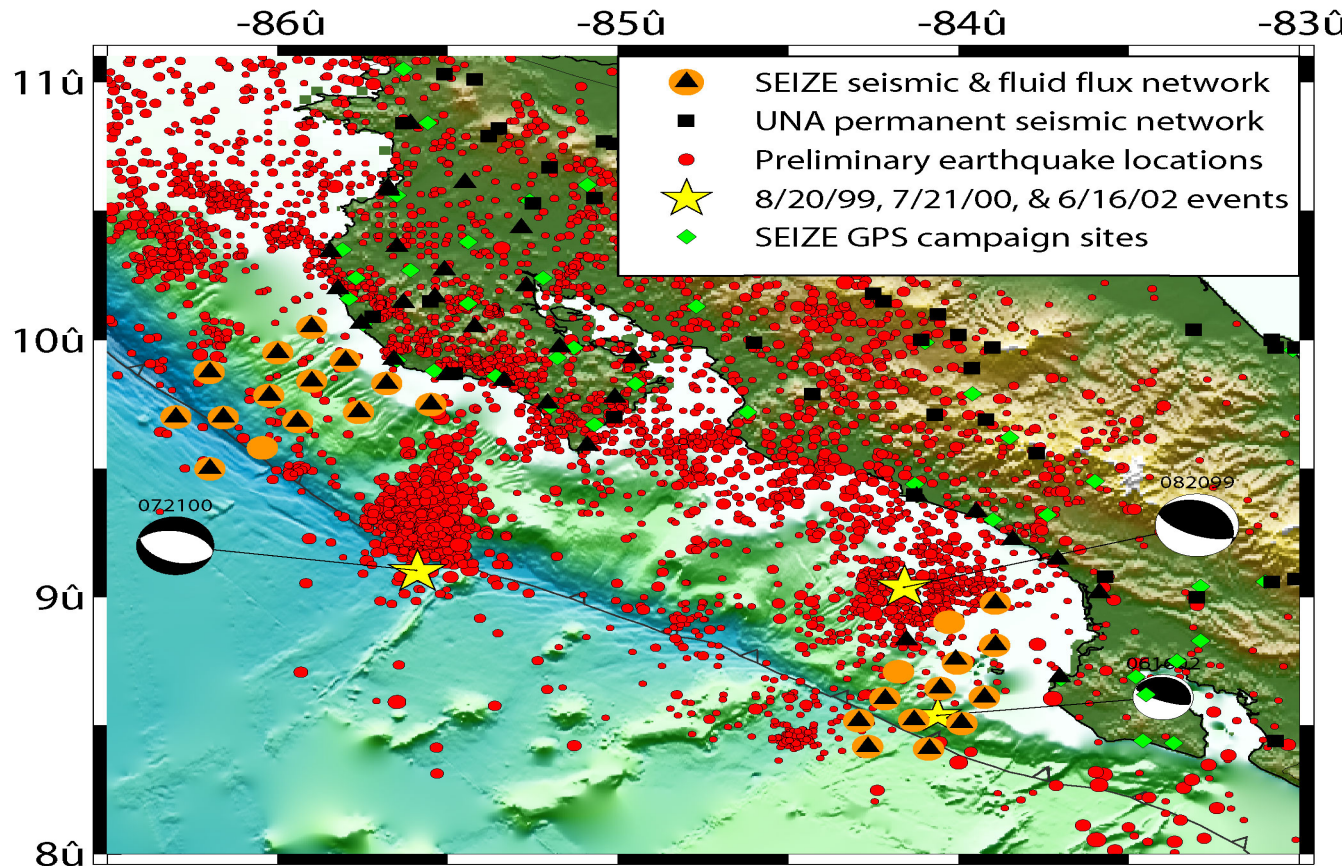 -86û -85û -84û -83û
11û
SEIZE seismic & fluid flux network
UNA permanent seismic network
Preliminary earthquake locations
8/20/99, 7/21/00, & 6/16/02 events
SEIZE GPS campaign sites
10û
082099
072100
9û
061602
8û